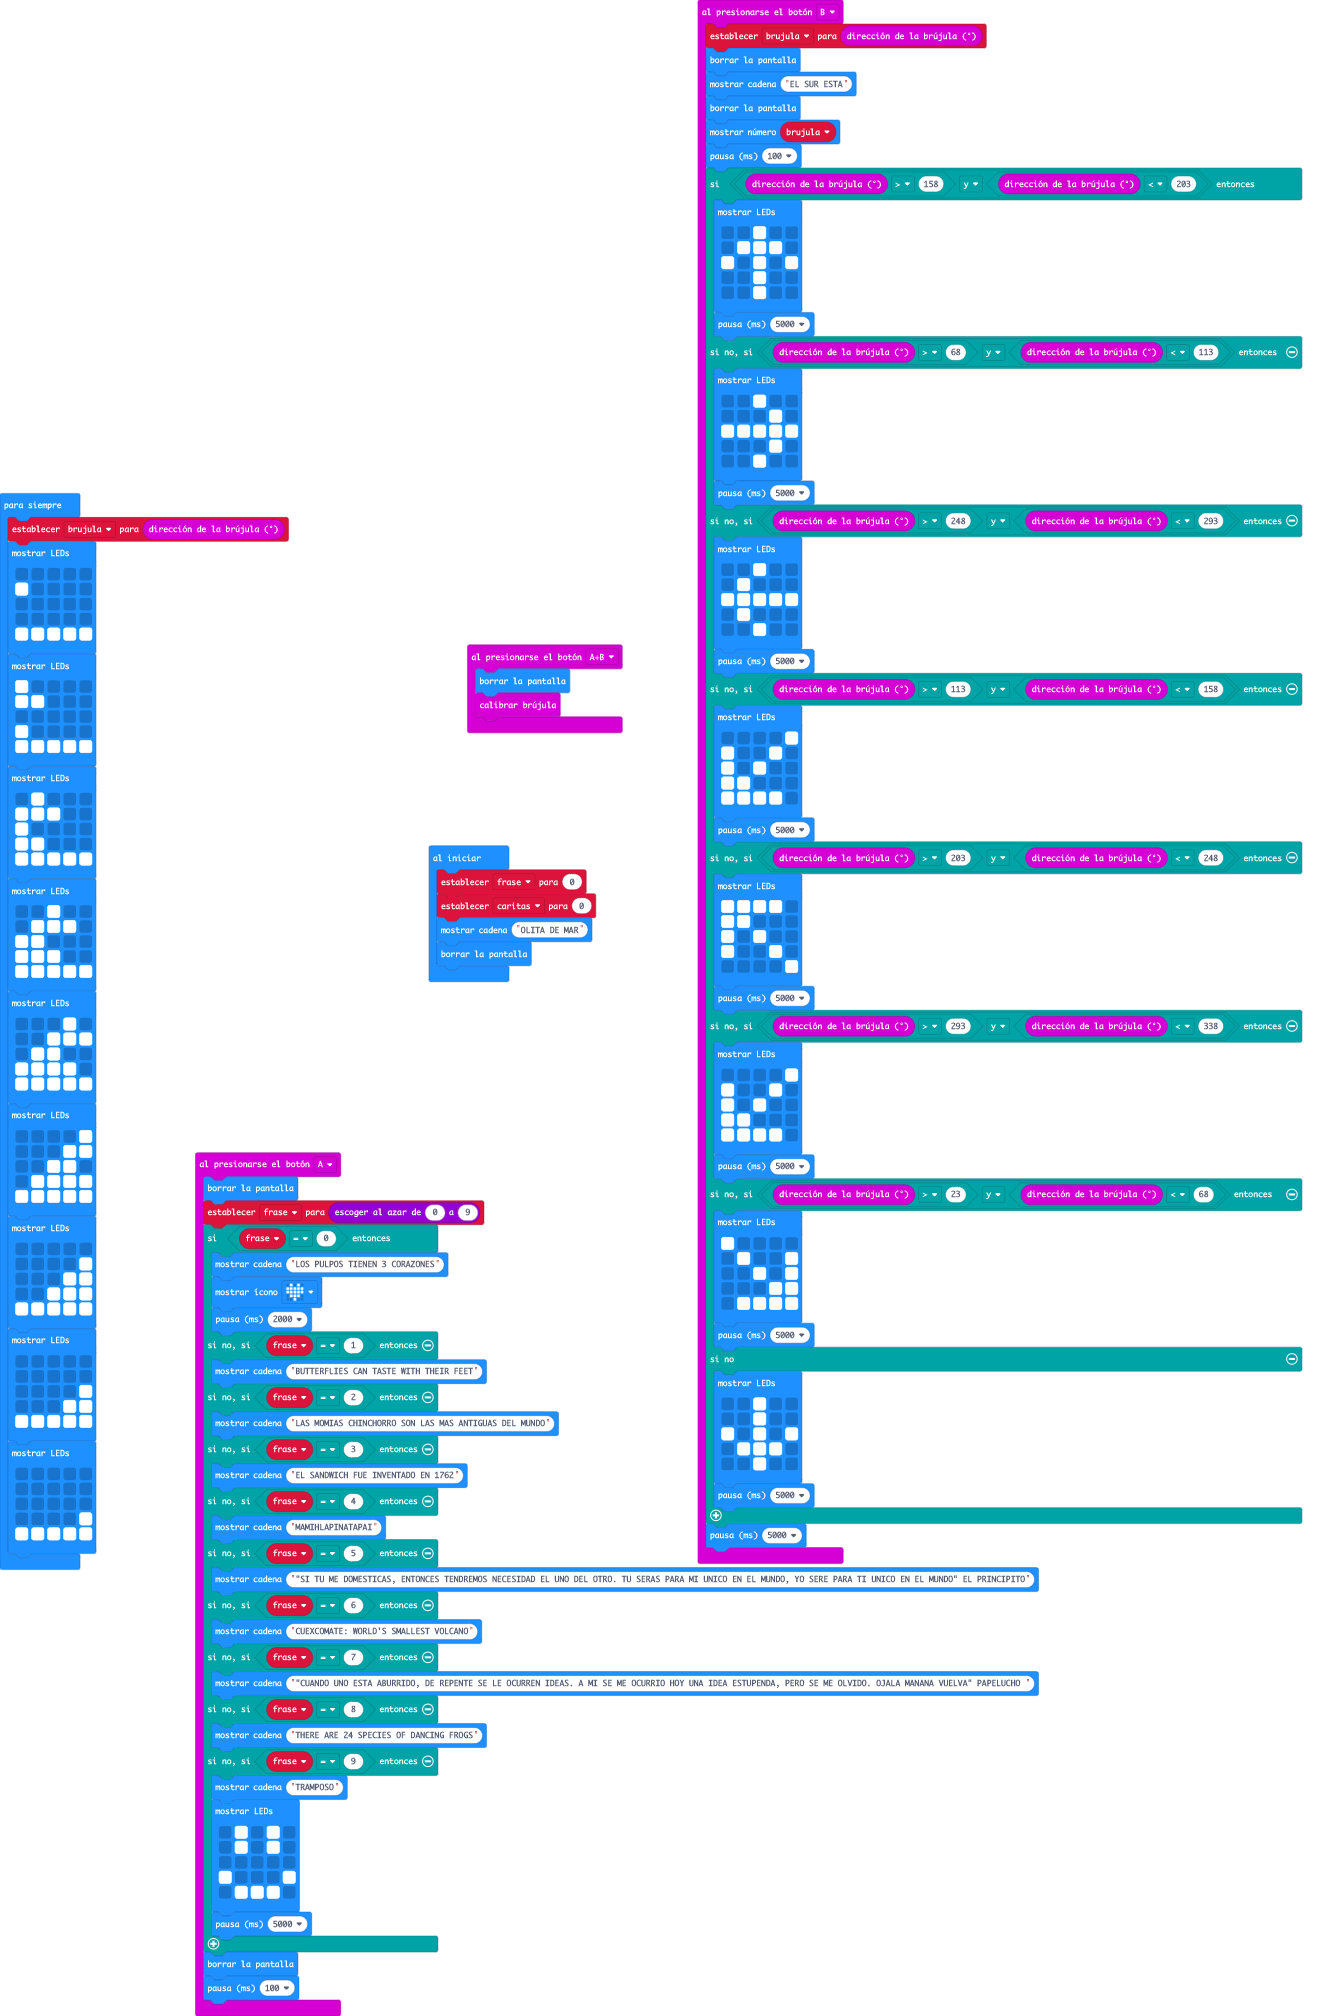 para siempre
establecer brujula para dirección de la brújula (°)
mostrar LEDs
mostrar LEDs
mostrar LEDs
mostrar LEDs
mostrar LEDs
mostrar LEDs
mostrar LEDs
mostrar LEDs
mostrar LEDs
al presionarse el botón A+B
borrar la pantalla
calibrar brújula
al iniciar
establecer frase para 0
establecer caritas para 0
mostrar cadena "OLITA DE MAR"
borrar la pantalla
al presionarse el botón A
borrar la pantalla
establecer frase para escoger al azar de 0 a 9
si frase = 0 entonces
mostrar cadena "LOS PULPOS TIENEN 3 CORAZONES"
mostrar ícono
pausa (ms) 2000
si no, si frase = 1 entonces
mostrar cadena "BUTTERFLIES CAN TASTE WITH THEIR FEET"
si no, si frase = 2 entonces
mostrar cadena "LAS MOMIAS CHINCHORRO SON LAS MAS ANTIGUAS DEL MUNDO"
si no, si frase = 3 entonces
mostrar cadena "EL SANDWICH FUE INVENTADO EN 1762"
si no, si frase = 4 entonces
mostrar cadena "MAMIHLAPINATAPAI"
si no, si frase = 5 entonces
mostrar cadena ""SI TU ME DOMESTICAS, ENTONCES TENDREMOS NECESIDAD EL UNO DEL OTRO. TU SERAS PARA MI UNICO EN EL MUNDO, YO SERE PARA TI UNICO EN EL MUNDO" EL PRINCIPITO"
si no, si frase = 6 entonces
mostrar cadena "CUEXCOMATE: WORLD'S SMALLEST VOLCANO"
si no, si frase = 7 entonces
mostrar cadena ""CUANDO UNO ESTA ABURRIDO, DE REPENTE SE LE OCURREN IDEAS. A MI SE ME OCURRIO HOY UNA IDEA ESTUPENDA, PERO SE ME OLVIDO. OJALA MANANA VUELVA" PAPELUCHO "
si no, si frase = 8 entonces
mostrar cadena "THERE ARE 24 SPECIES OF DANCING FROGS"
si no, si frase = 9 entonces
mostrar cadena "TRAMPOSO"
mostrar LEDs
pausa (ms) 5000
borrar la pantalla
pausa (ms) 100
al presionarse el botón B
establecer brujula para dirección de la brújula (°)
borrar la pantalla
mostrar cadena "EL SUR ESTA"
borrar la pantalla
mostrar número brujula
pausa (ms) 100
si dirección de la brújula (°) > 158 y dirección de la brújula (°) < 203 entonces
mostrar LEDs
pausa (ms) 5000
si no, si dirección de la brújula (°) > 68 y dirección de la brújula (°) < 113 entonces
mostrar LEDs
pausa (ms) 5000
si no, si dirección de la brújula (°) > 248 y dirección de la brújula (°) < 293 entonces
mostrar LEDs
pausa (ms) 5000
si no, si dirección de la brújula (°) > 113 y dirección de la brújula (°) < 158 entonces
mostrar LEDs
pausa (ms) 5000
si no, si dirección de la brújula (°) > 203 y dirección de la brújula (°) < 248 entonces
mostrar LEDs
pausa (ms) 5000
si no, si dirección de la brújula (°) > 293 y dirección de la brújula (°) < 338 entonces
mostrar LEDs
pausa (ms) 5000
si no, si dirección de la brújula (°) > 23 y dirección de la brújula (°) < 68 entonces
mostrar LEDs
pausa (ms) 5000
si no
mostrar LEDs
pausa (ms) 5000
pausa (ms) 5000